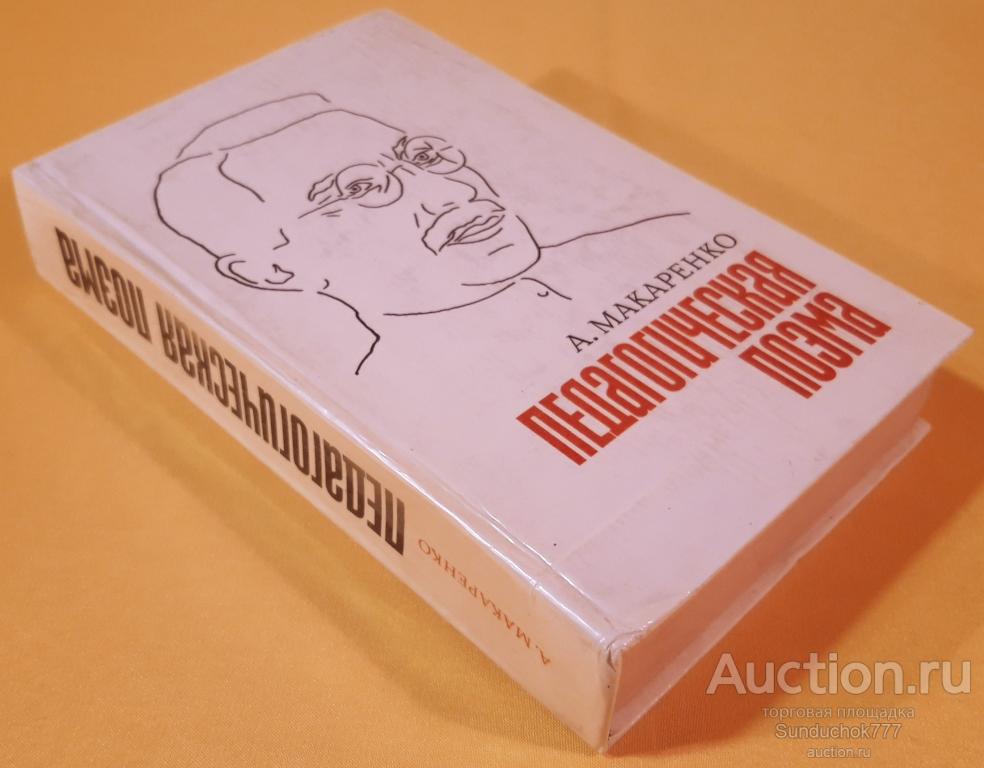 А. МАКАРЕНКО
ПЕДАГОГИЧЕСКАЯ
ПОЭМА
А. МАКАРЕНКО
ПЕДАГОГИЧЕСКАЯ ПОЭМА
Auction.ru
торговая площадка
Sunduchok777
auction.ru